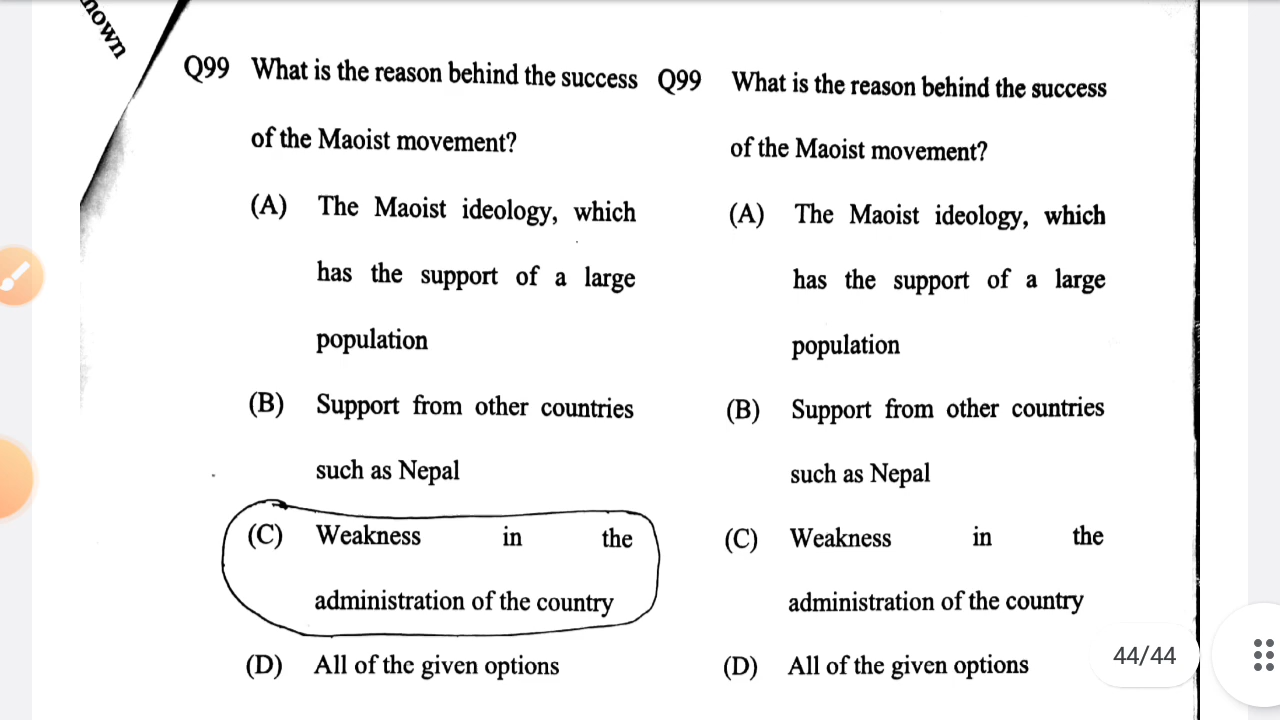 nown
Q99 What is the reason behind the success
of the Maoist movement?
(A) The Maoist ideology, which
has the support of a large
population
(B) Support from other countries
such as Nepal
(C) Weakness in the
administration of the country
(D) All of the given options
Q99 What is the reason behind the success
of the Maoist movement?
(A) The Maoist ideology, which
has the support of a large
population
(B) Support from other countries
such as Nepal
(C) Weakness in the
administration of the country
(D) All of the given options
44/44